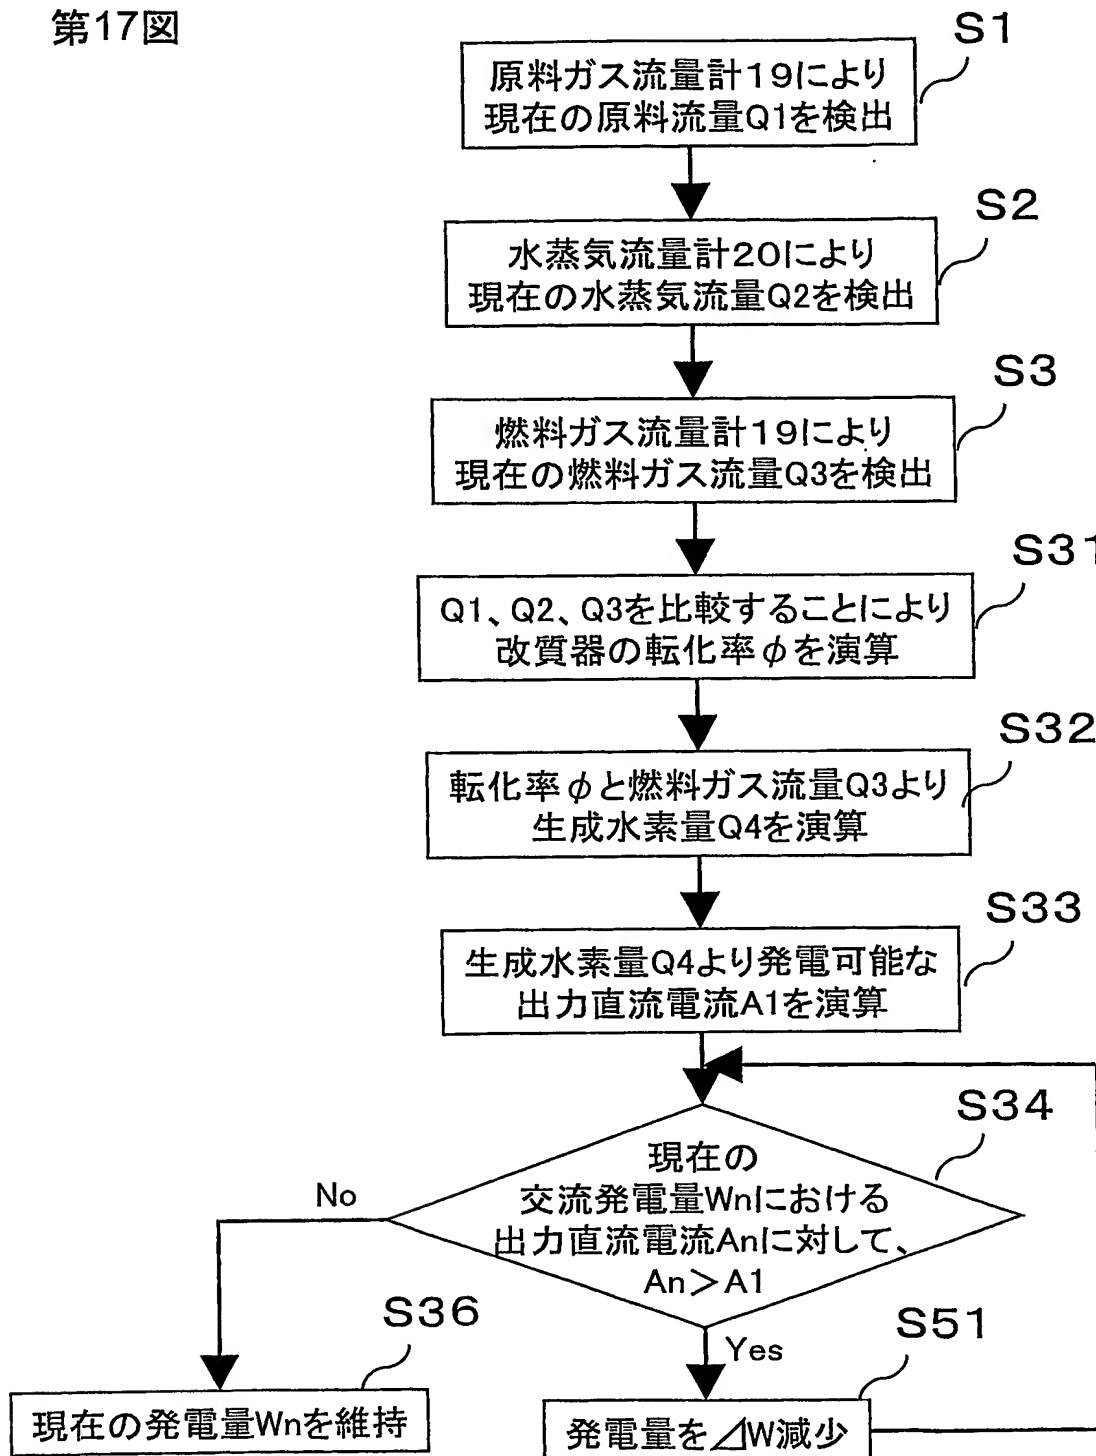 第17図
S1
原料ガス流量計19により
現在の原料流量Q1を検出
S2
水蒸気流量計20により
現在の水蒸気流量Q2を検出
S3
燃料ガス流量計19により
現在の燃料ガス流量Q3を検出
S31
Q1、Q2、Q3を比較することにより
改質器の転化率φを演算
S32
転化率φと燃料ガス流量Q3より
生成水素量Q4を演算
S33
生成水素量Q4より発電可能な
出力直流電流A1を演算
S34
現在の
交流発電量Wnにおける
出力直流電流Anに対して、
An>A1
No
Yes
S36
現在の発電量Wnを維持
S51
発電量を⊿W減少